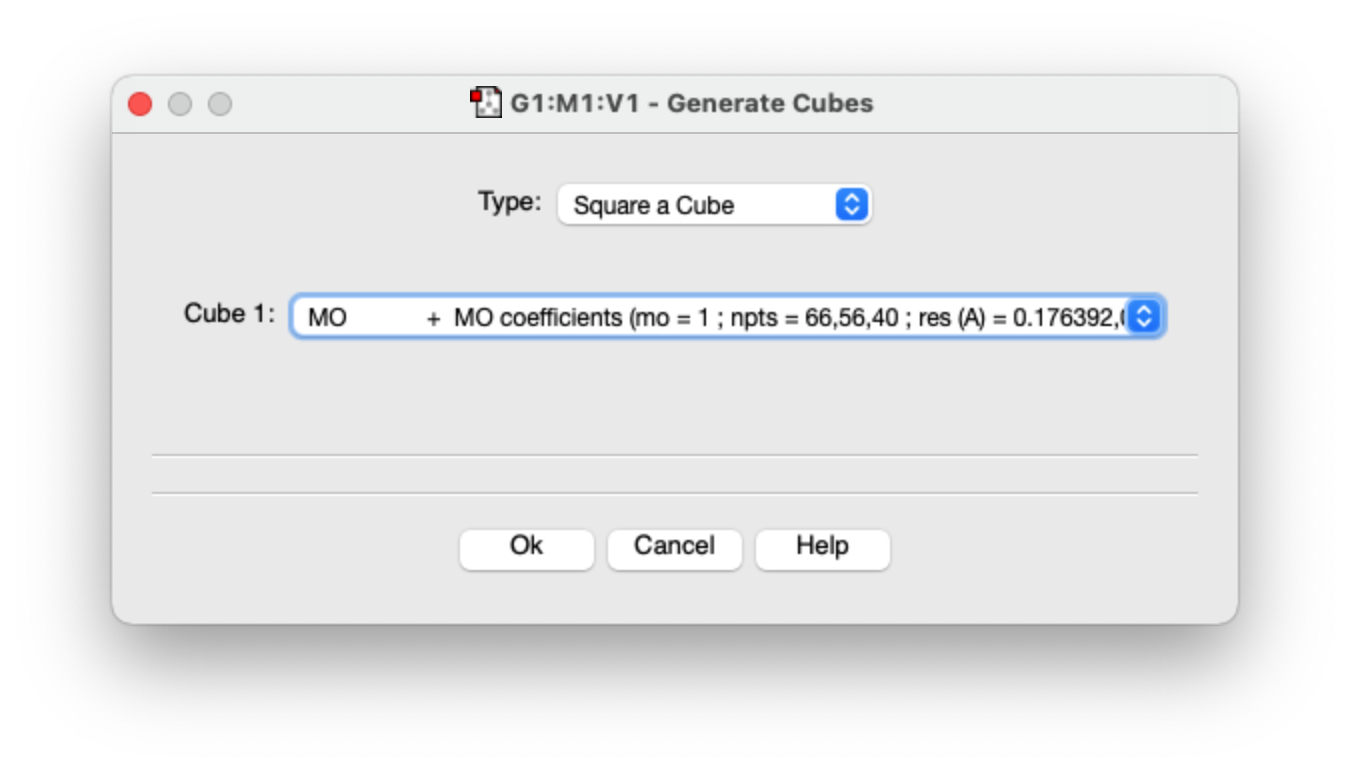 G1:M1:V1 - Generate Cubes
Type: Square a Cube
Cube 1: MO + MO coefficients (mo = 1 ; npts = 66,56,40 ; res (A) = 0.176392,
Ok Cancel Help